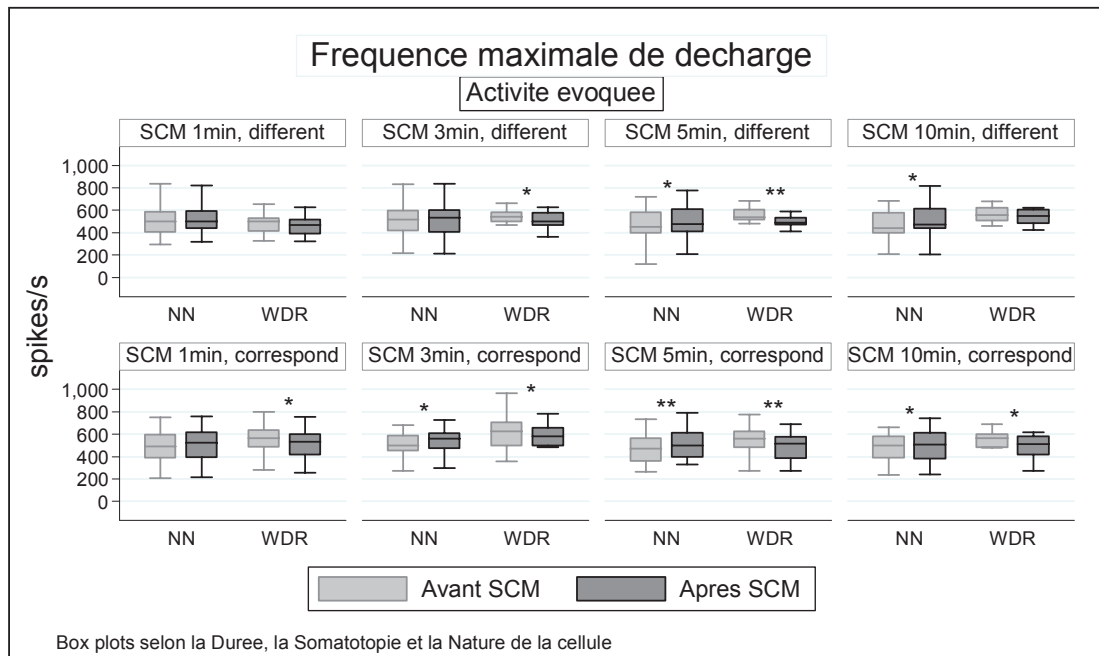 Frequence maximale de decharge
Activite evoquee
SCM 1min, different
SCM 3min, different
SCM 5min, different
SCM 10min, different
spikes/s
1,000
800
600
400
200
0
* ** * *
NN WDR NN WDR NN WDR NN WDR
SCM 1min, correspond
SCM 3min, correspond
SCM 5min, correspond
SCM 10min, correspond
1,000
800
600
400
200
0
* * * ** ** * *
NN WDR NN WDR NN WDR NN WDR
Avant SCM Apres SCM
Box plots selon la Duree, la Somatotopie et la Nature de la cellule